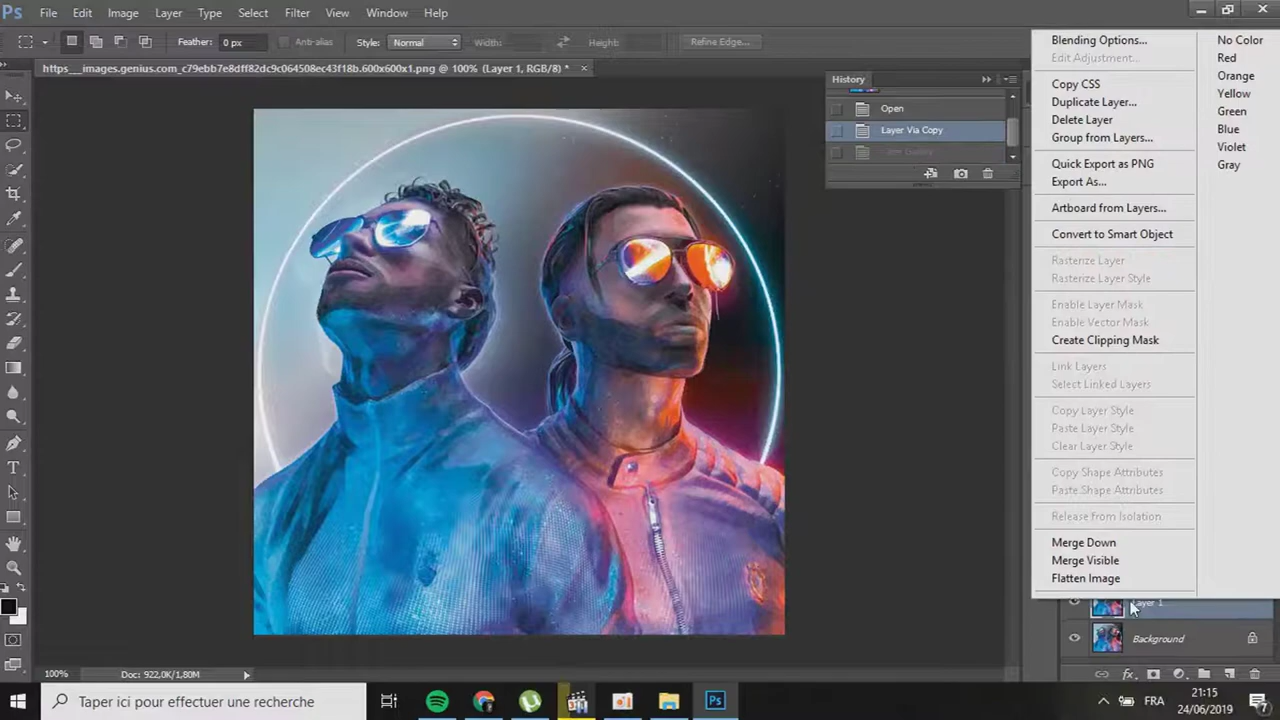 Ps File Edit Image Layer Type Select Filter View Window Help
Feather: 0 px Anti-alias Style: Normal Width: Height: Refine Edge...
https___images.genius.com_c79ebb7e8dff82dc9c064508ec43f18b.600x600x1.png @ 100% (Layer 1, RGB/8) *
History
Open
Layer Via Copy
Blending Options...
Edit Adjustment...
Copy CSS
Duplicate Layer...
Delete Layer
Group from Layers...
Quick Export as PNG
Export As...
Artboard from Layers...
Convert to Smart Object
Rasterize Layer
Rasterize Layer Style
Enable Layer Mask
Enable Vector Mask
Create Clipping Mask
Link Layers
Select Linked Layers
Copy Layer Style
Paste Layer Style
Clear Layer Style
Copy Shape Attributes
Paste Shape Attributes
Release from Isolation
Merge Down
Merge Visible
Flatten Image
No Color
Red
Orange
Yellow
Green
Blue
Violet
Gray
Layer 1
Background
100% Doc: 922,0K/1,80M
Taper ici pour effectuer une recherche
Ps
FRA
21:15
24/06/2019
7